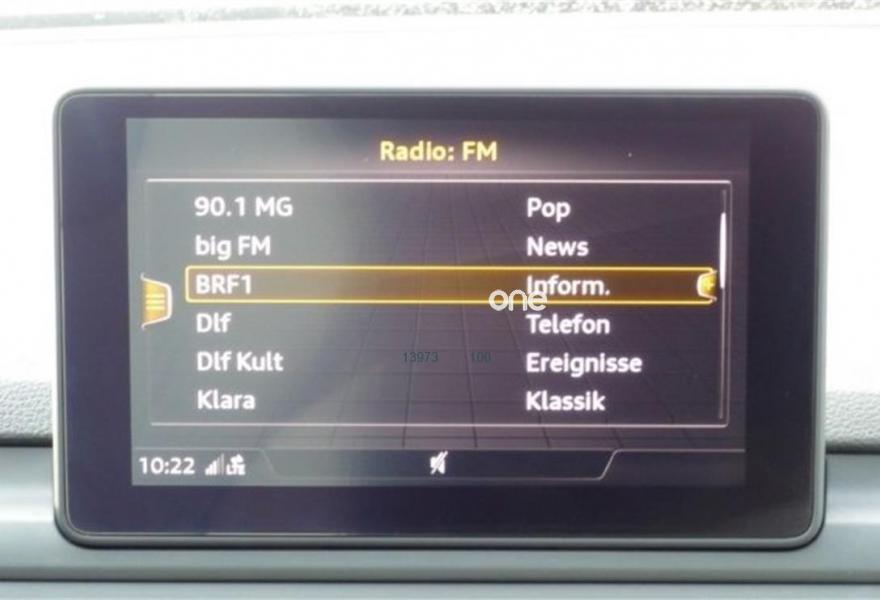 Radio: FM
90.1 MG Pop
big FM News
BRF1 Inform.
one
Dlf Telefon
Dlf Kult Ereignisse
13973 100
Klara Klassik
10:22 LTE